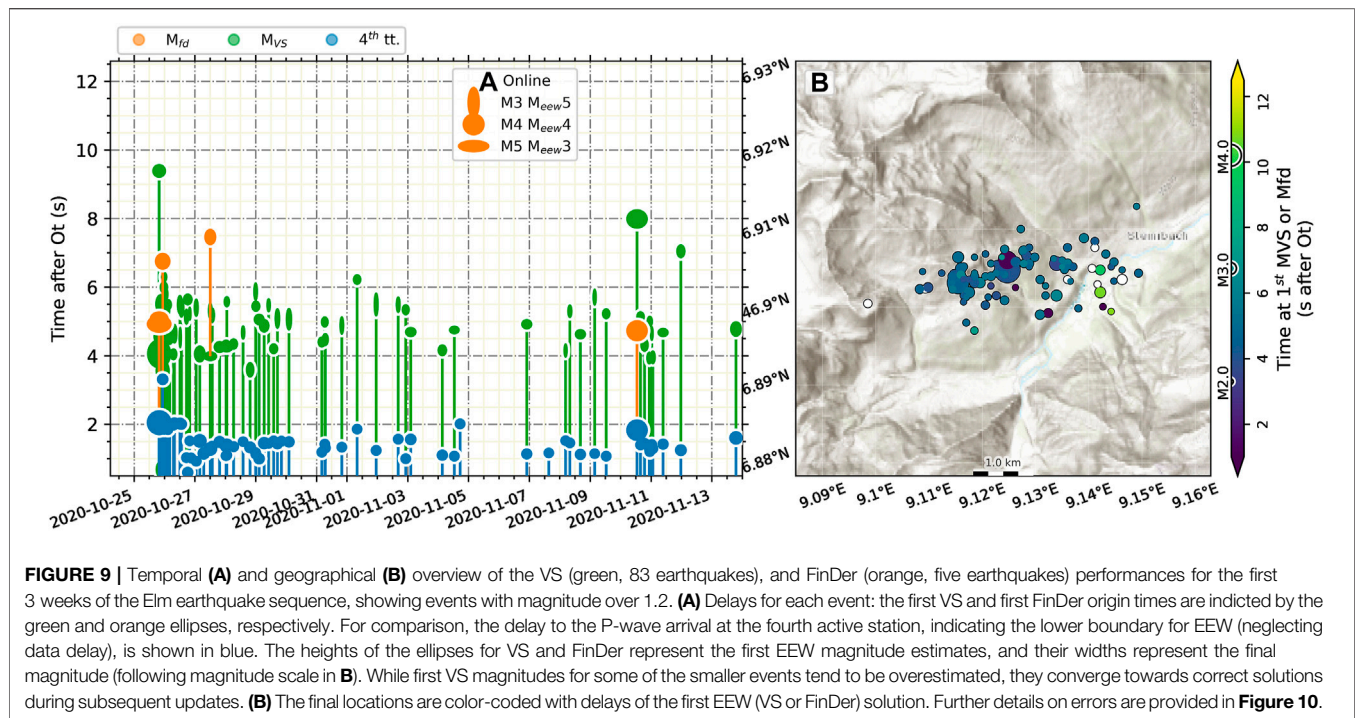 M_fd M_VS 4th tt.
A Online
M3 M_eew5
M4 M_eew4
M5 M_eew3
Time after Ot (s)
12
10
8
6
4
2
2020-10-25 2020-10-27 2020-10-29 2020-10-31 2020-11-01 2020-11-03 2020-11-05 2020-11-07 2020-11-09 2020-11-11 2020-11-13
B
6.93°N
6.92°N
6.91°N
46.9°N
6.89°N
6.88°N
9.09°E 9.1°E 9.11°E 9.12°E 9.13°E 9.14°E 9.15°E 9.16°E
1.0 km
M4.0
M3.0
M2.0
12
10
8
6
4
2
Time at 1st MVS or Mfd
(s after Ot)
FIGURE 9 | Temporal (A) and geographical (B) overview of the VS (green, 83 earthquakes), and FinDer (orange, five earthquakes) performances for the first
3 weeks of the Elm earthquake sequence, showing events with magnitude over 1.2. (A) Delays for each event: the first VS and first FinDer origin times are indicted by the
green and orange ellipses, respectively. For comparison, the delay to the P-wave arrival at the fourth active station, indicating the lower boundary for EEW (neglecting
data delay), is shown in blue. The heights of the ellipses for VS and FinDer represent the first EEW magnitude estimates, and their widths represent the final
magnitude (following magnitude scale in B). While first VS magnitudes for some of the smaller events tend to be overestimated, they converge towards correct solutions
during subsequent updates. (B) The final locations are color-coded with delays of the first EEW (VS or FinDer) solution. Further details on errors are provided in Figure 10.